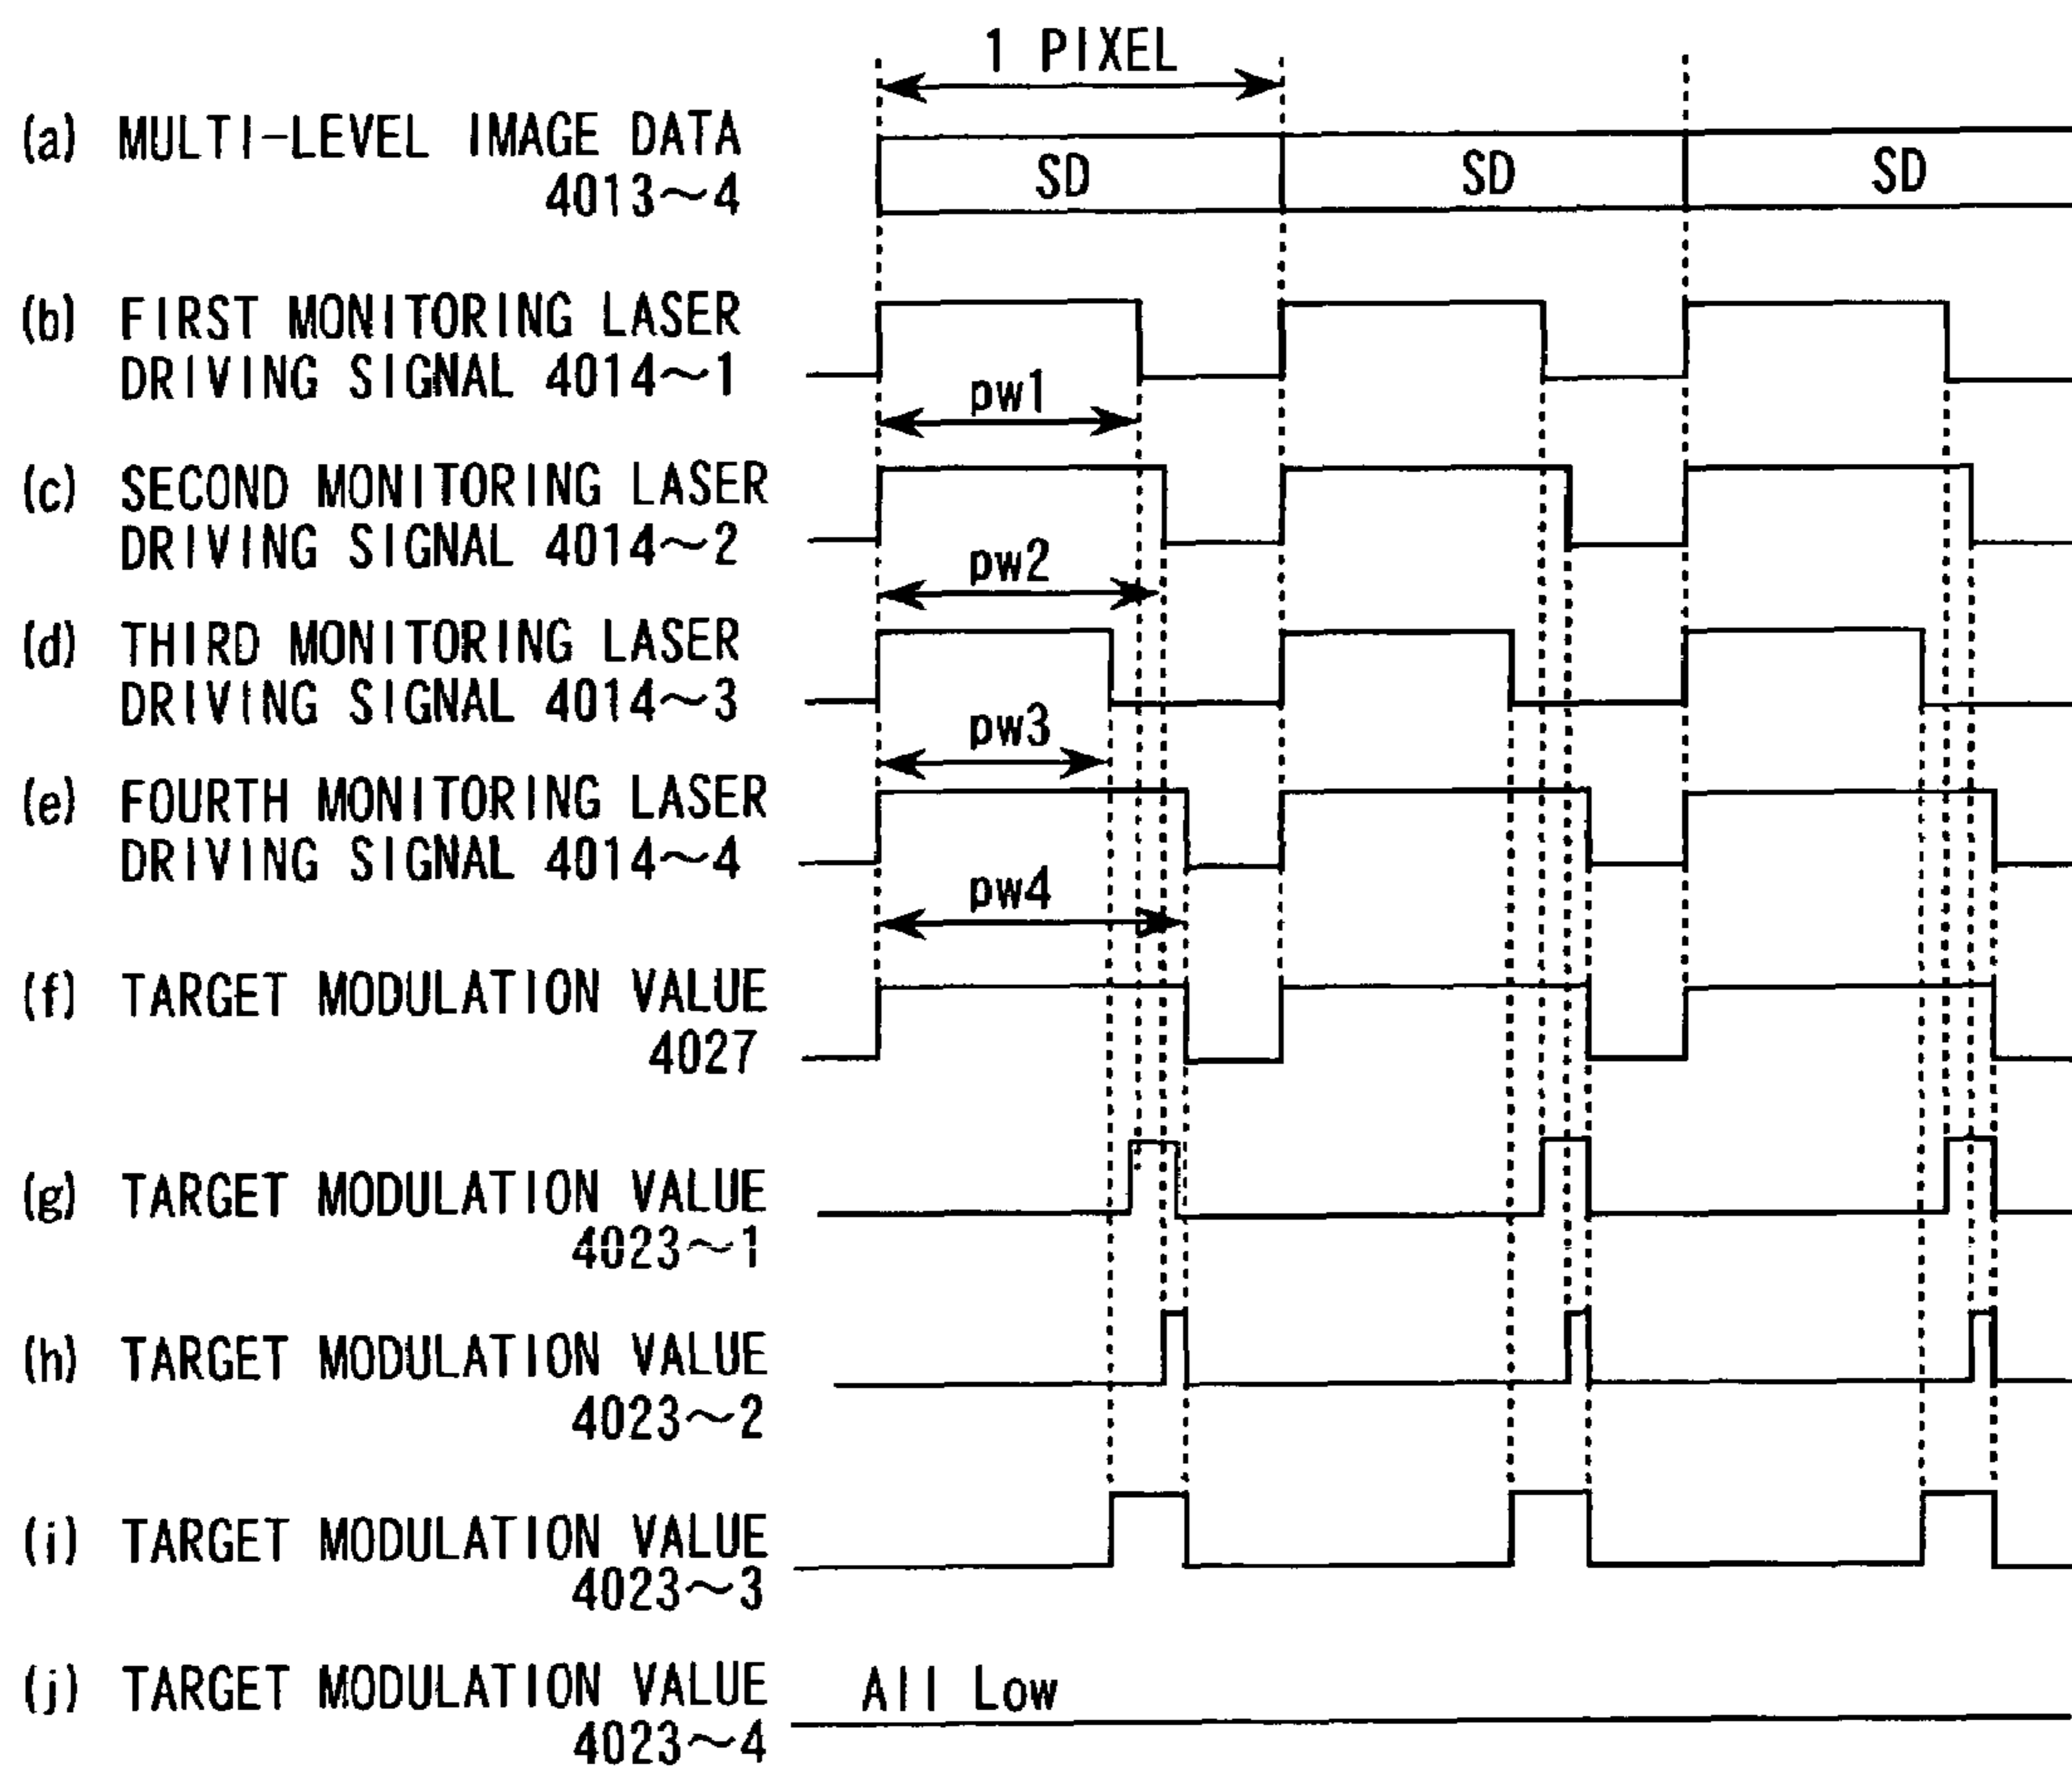 1 PIXEL
(a) MULTI-LEVEL IMAGE DATA
4013~4
SD SD SD
(b) FIRST MONITORING LASER
DRIVING SIGNAL 4014~1
pw1
(c) SECOND MONITORING LASER
DRIVING SIGNAL 4014~2
pw2
(d) THIRD MONITORING LASER
DRIVING SIGNAL 4014~3
pw3
(e) FOURTH MONITORING LASER
DRIVING SIGNAL 4014~4
pw4
(f) TARGET MODULATION VALUE
4027
(g) TARGET MODULATION VALUE
4023~1
(h) TARGET MODULATION VALUE
4023~2
(i) TARGET MODULATION VALUE
4023~3
(j) TARGET MODULATION VALUE
4023~4
All Low